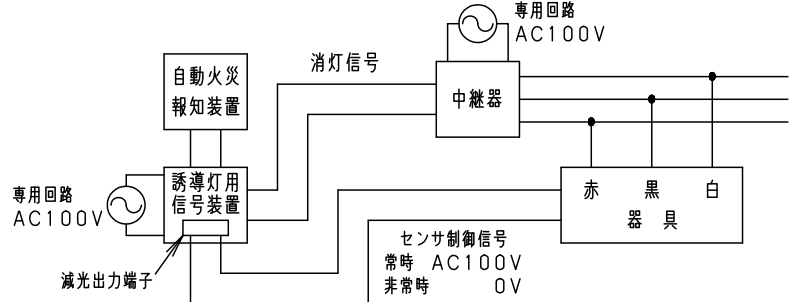 専用回路
AC100V
消灯信号
自動火災
報知装置
中継器
誘導灯用
信号装置
専用回路
AC100V
赤 黒 白
器具
センサ制御信号
常時 AC100V
非常時 0V
減光出力端子